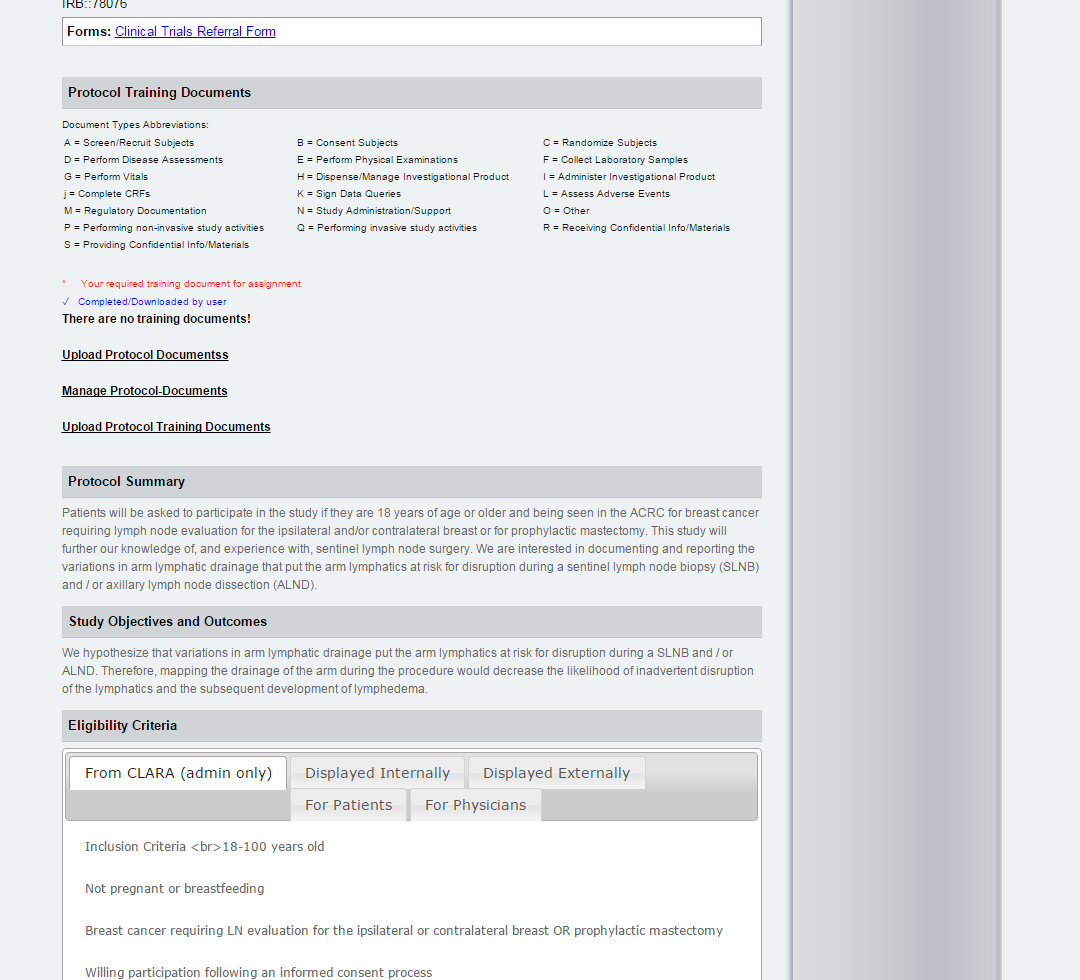 IRB::78076
Forms: Clinical Trials Referral Form
Protocol Training Documents
Document Types Abbreviations:
A = Screen/Recruit Subjects B = Consent Subjects C = Randomize Subjects
D = Perform Disease Assessments E = Perform Physical Examinations F = Collect Laboratory Samples
G = Perform Vitals H = Dispense/Manage Investigational Product I = Administer Investigational Product
j = Complete CRFs K = Sign Data Queries L = Assess Adverse Events
M = Regulatory Documentation N = Study Administration/Support O = Other
P = Performing non-invasive study activities Q = Performing invasive study activities R = Receiving Confidential Info/Materials
S = Providing Confidential Info/Materials
* Your required training document for assignment
✓ Completed/Downloaded by user
There are no training documents!
Upload Protocol Documentss
Manage Protocol-Documents
Upload Protocol Training Documents
Protocol Summary
Patients will be asked to participate in the study if they are 18 years of age or older and being seen in the ACRC for breast cancer
requiring lymph node evaluation for the ipsilateral and/or contralateral breast or for prophylactic mastectomy. This study will
further our knowledge of, and experience with, sentinel lymph node surgery. We are interested in documenting and reporting the
variations in arm lymphatic drainage that put the arm lymphatics at risk for disruption during a sentinel lymph node biopsy (SLNB)
and / or axillary lymph node dissection (ALND).
Study Objectives and Outcomes
We hypothesize that variations in arm lymphatic drainage put the arm lymphatics at risk for disruption during a SLNB and / or
ALND. Therefore, mapping the drainage of the arm during the procedure would decrease the likelihood of inadvertent disruption
of the lymphatics and the subsequent development of lymphedema.
Eligibility Criteria
From CLARA (admin only) Displayed Internally Displayed Externally
For Patients For Physicians
Inclusion Criteria <br>18-100 years old
Not pregnant or breastfeeding
Breast cancer requiring LN evaluation for the ipsilateral or contralateral breast OR prophylactic mastectomy
Willing participation following an informed consent process